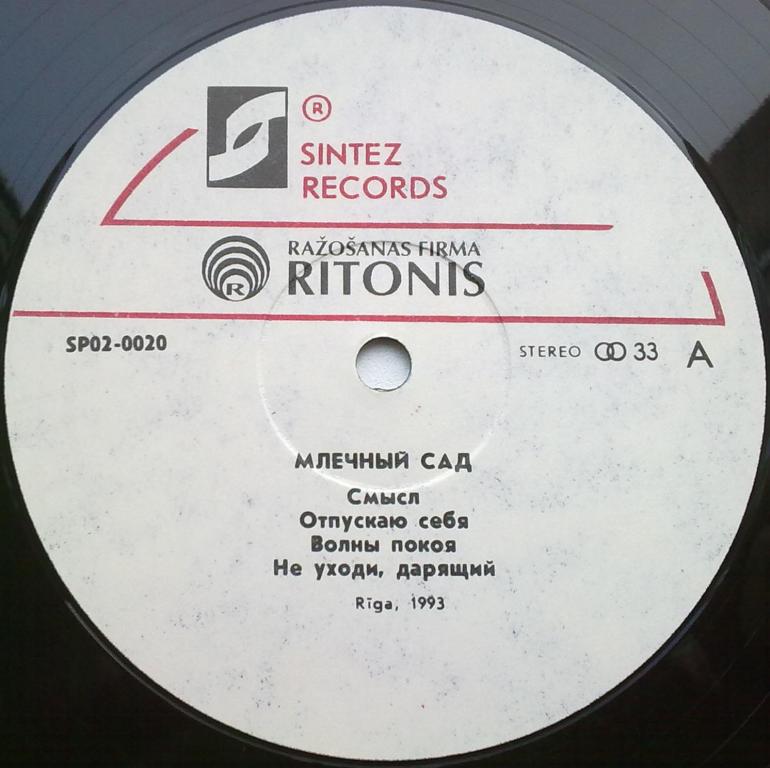 ®
SINTEZ
RECORDS
RAŽOŠANAS FIRMA
RITONIS
R
SP02-0020
STEREO 33 A
МЛЕЧНЫЙ САД
Смысл
Отпускаю себя
Волны покоя
Не уходи, дарящий
Rīga, 1993